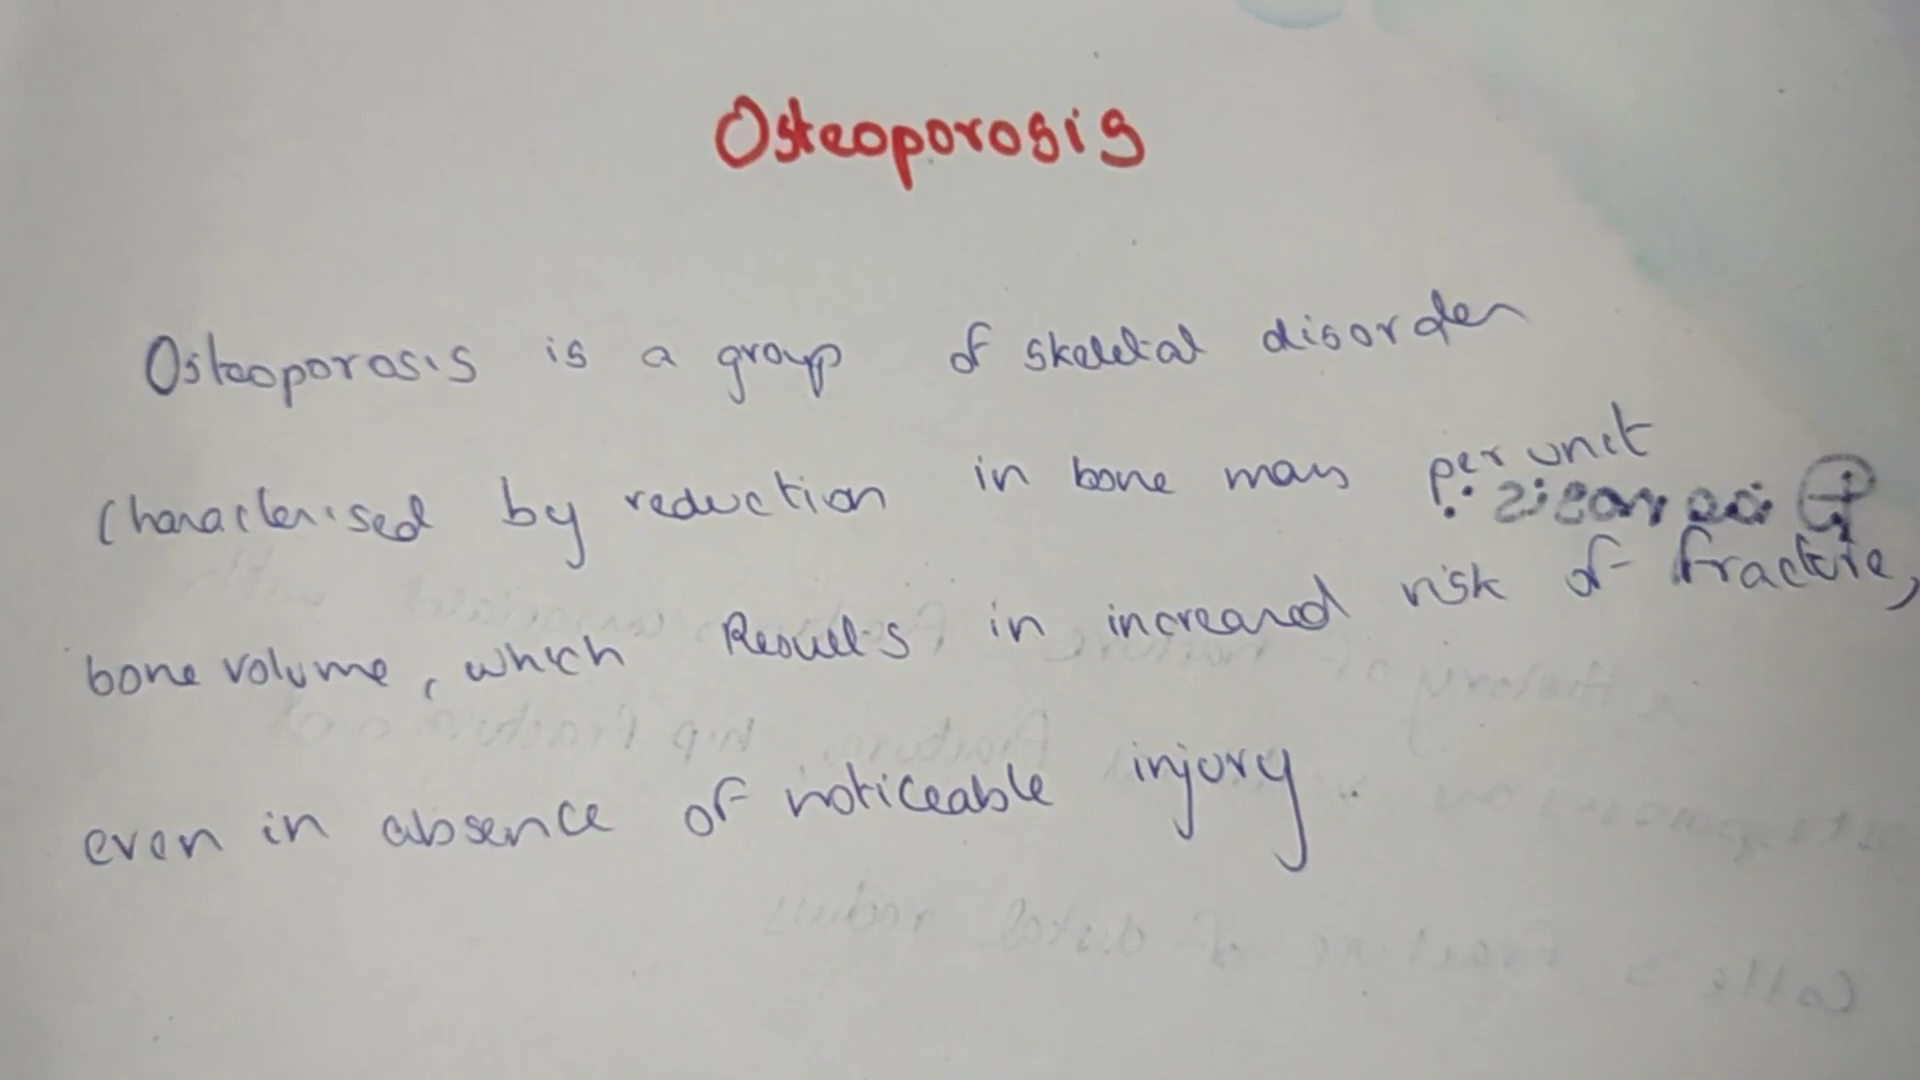 Osteoporosis
Osteoporosis is a group of skeletal disorder
Characterised by reduction in bone mass per unit
bone volume, which Results in increased risk of fracture,
even in absence of noticeable injury.